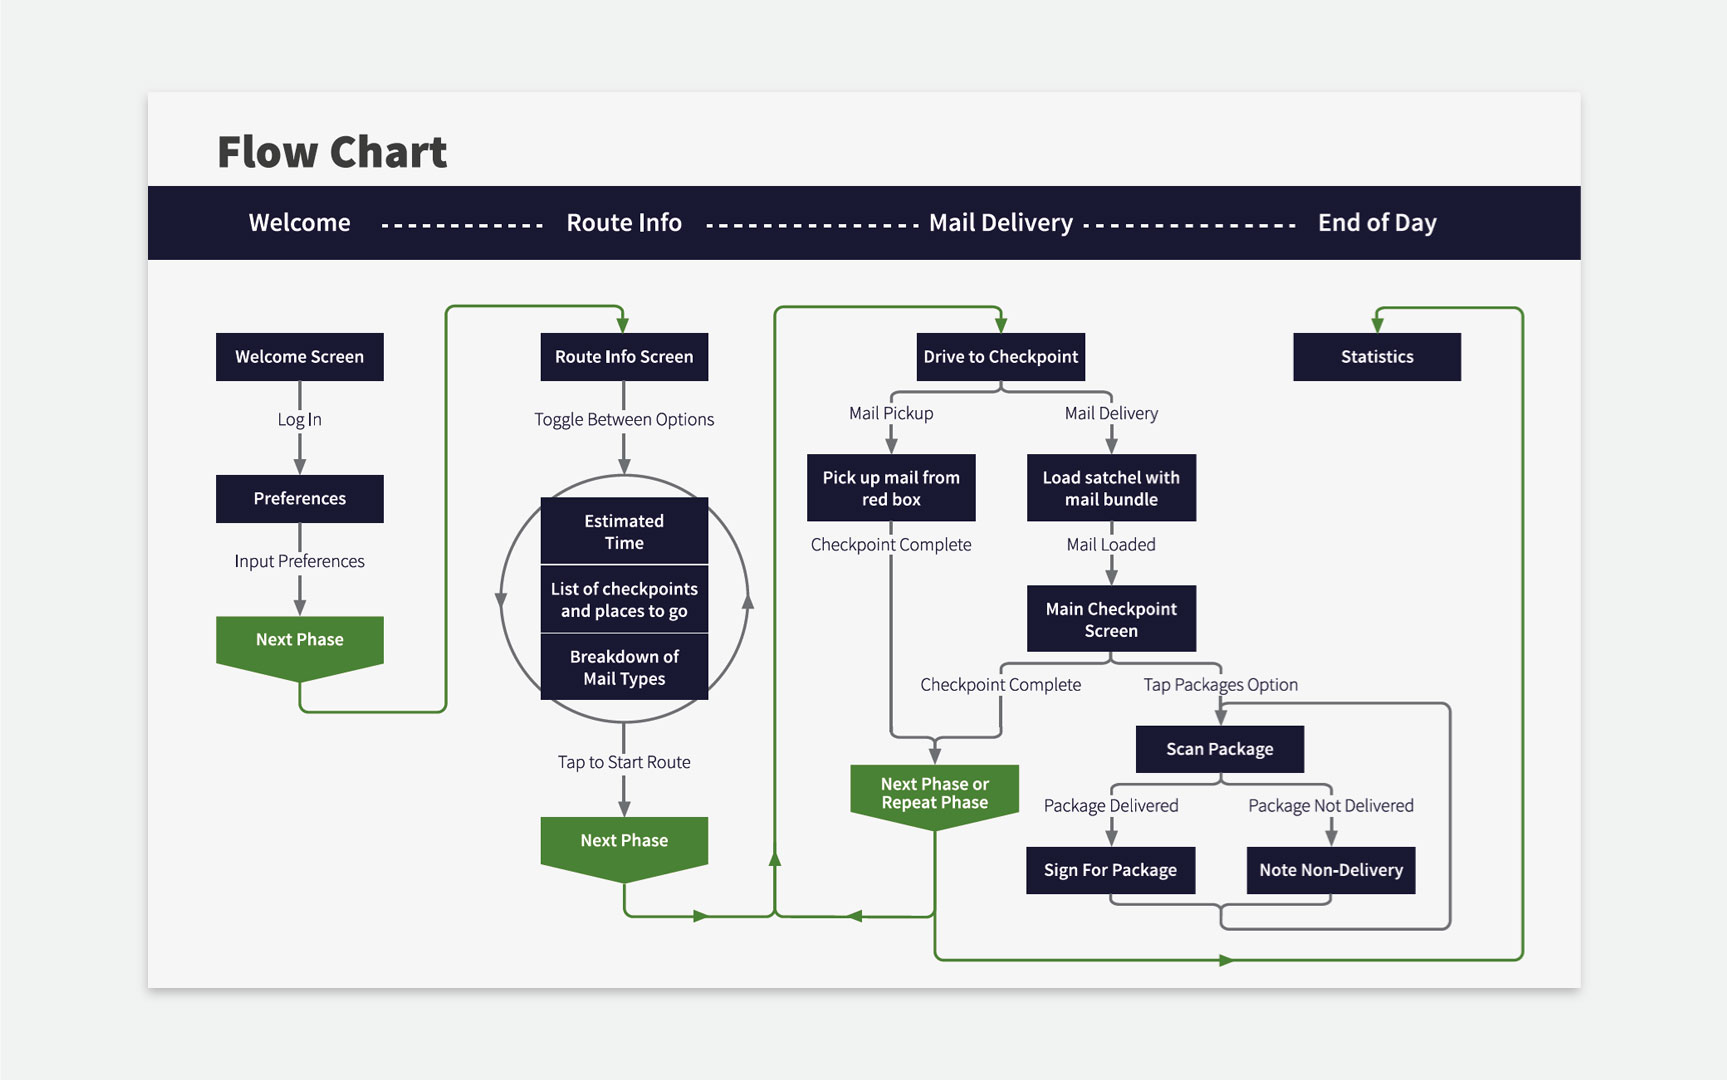 Flow Chart
Welcome
Route Info
Mail Delivery
End of Day
Welcome Screen
Log In
Preferences
Input Preferences
Next Phase
Route Info Screen
Toggle Between Options
Estimated
Time
List of checkpoints
and places to go
Breakdown of
Mail Types
Tap to Start Route
Next Phase
Drive to Checkpoint
Mail Pickup
Mail Delivery
Pick up mail from
red box
Load satchel with
mail bundle
Checkpoint Complete
Mail Loaded
Main Checkpoint
Screen
Checkpoint Complete
Tap Packages Option
Scan Package
Next Phase or
Repeat Phase
Package Delivered
Package Not Delivered
Sign For Package
Note Non-Delivery
Statistics